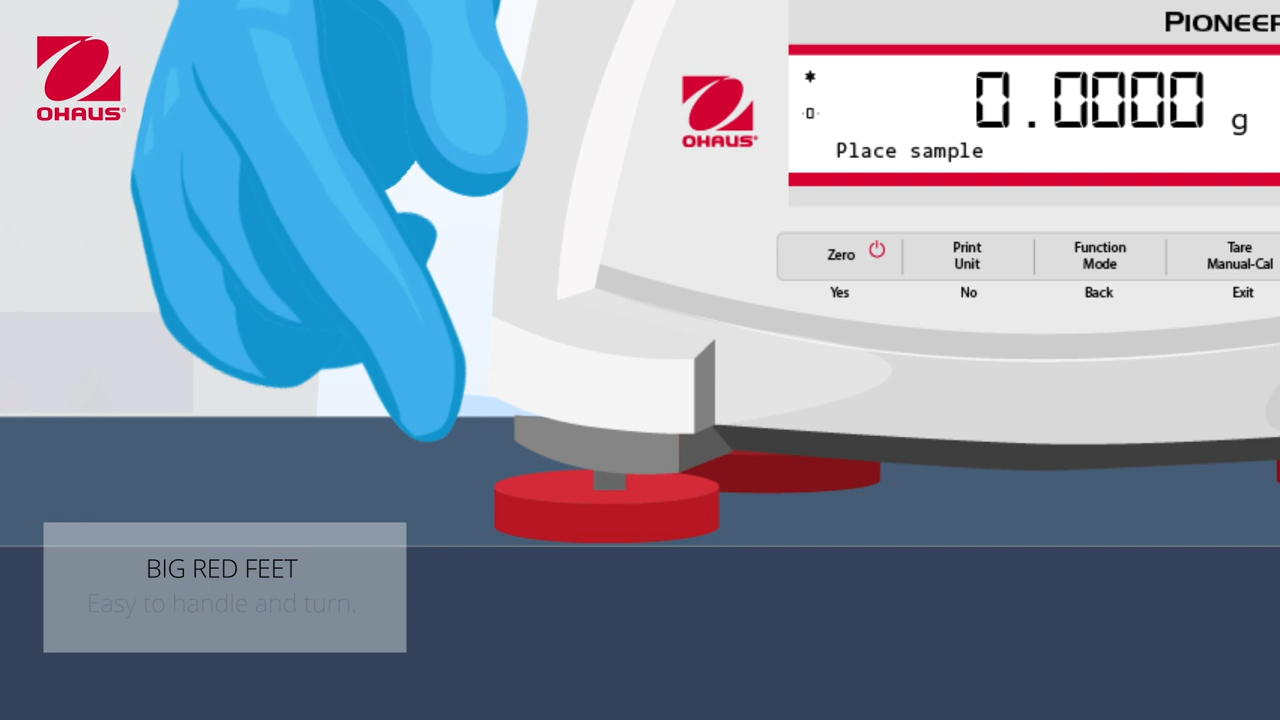 OHAUS
PIONEER
OHAUS
0.0000 g
Place sample
Zero
Print
Unit
Function
Mode
Tare
Manual-Cal
Yes
No
Back
Exit
BIG RED FEET
Easy to handle and turn.